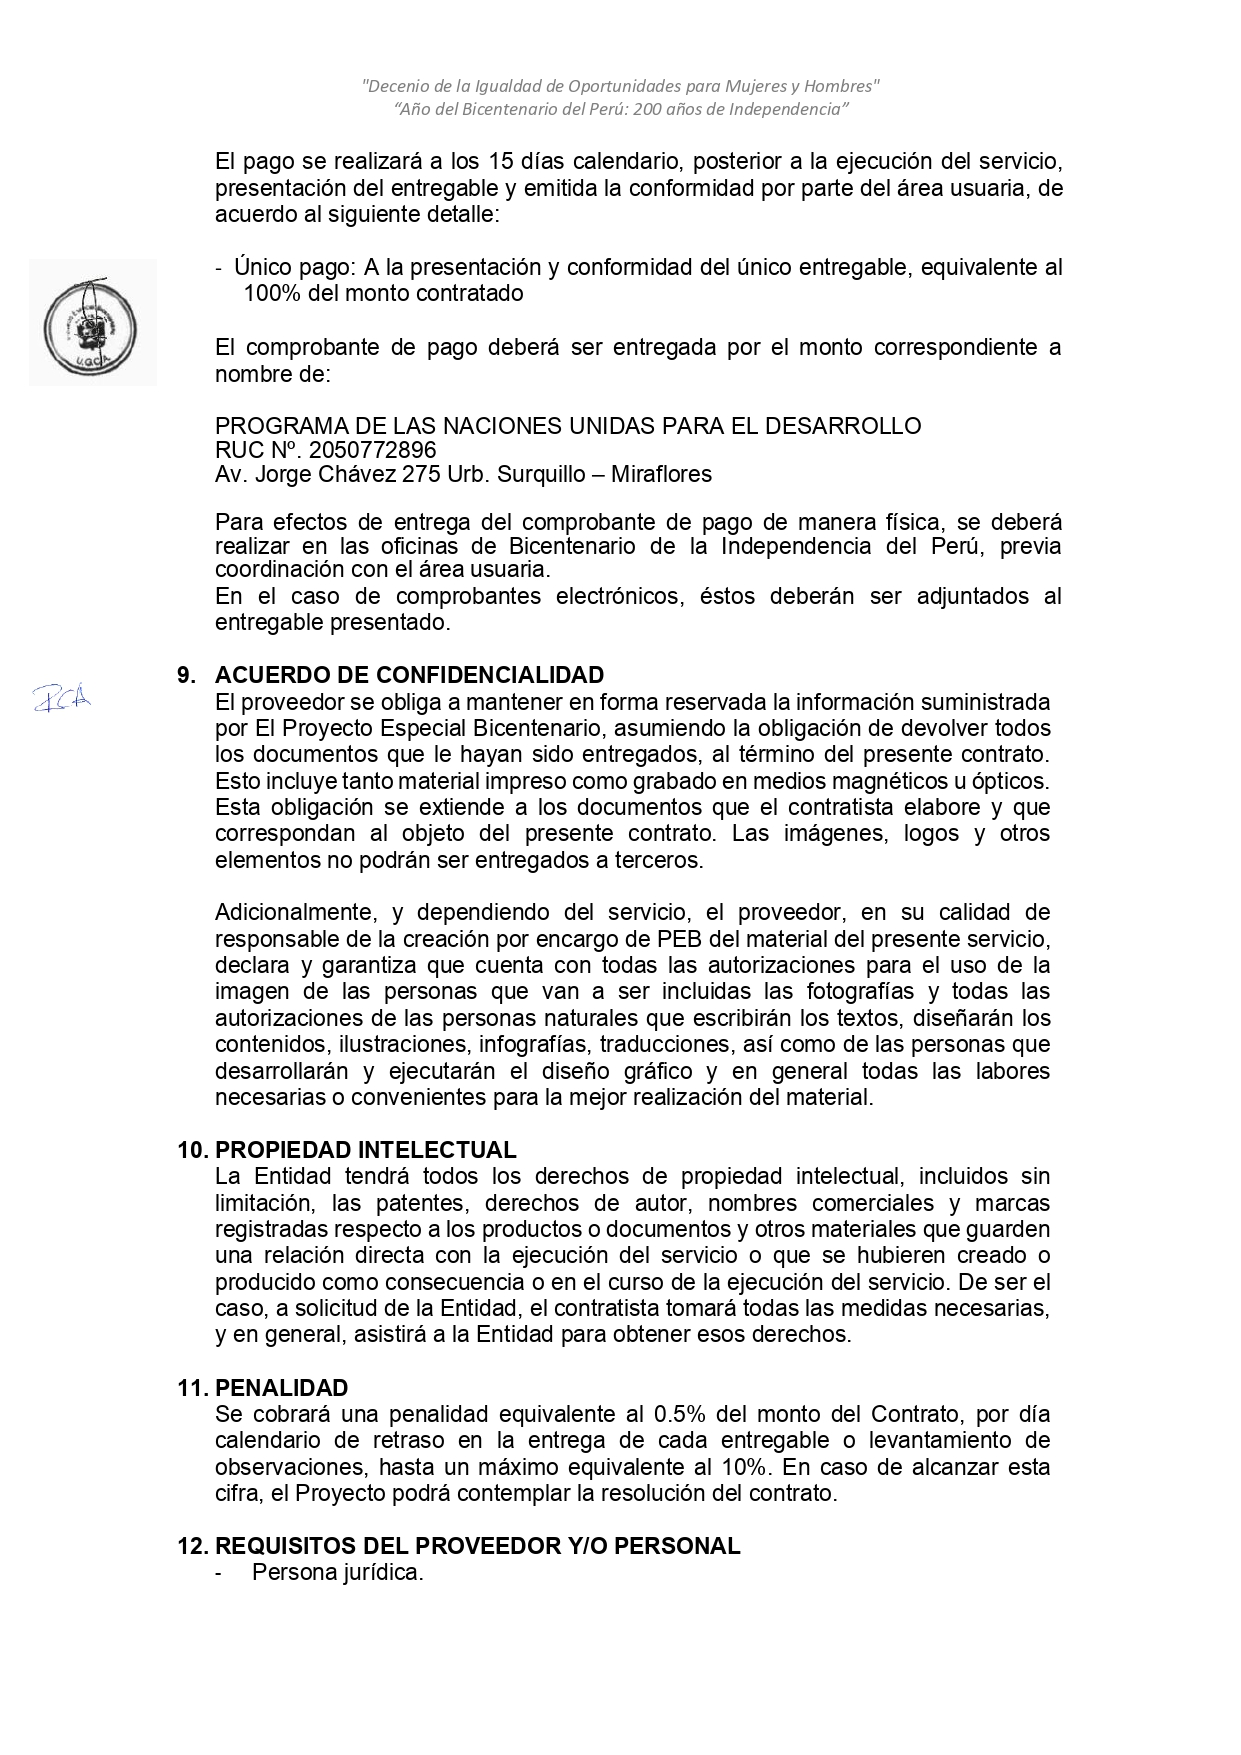 "Decenio de la Igualdad de Oportunidades para Mujeres y Hombres"
“Año del Bicentenario del Perú: 200 años de Independencia”
El pago se realizará a los 15 días calendario, posterior a la ejecución del servicio,
presentación del entregable y emitida la conformidad por parte del área usuaria, de
acuerdo al siguiente detalle:
- Único pago: A la presentación y conformidad del único entregable, equivalente al
100% del monto contratado
El comprobante de pago deberá ser entregada por el monto correspondiente a
nombre de:
PROGRAMA DE LAS NACIONES UNIDAS PARA EL DESARROLLO
RUC Nº. 2050772896
Av. Jorge Chávez 275 Urb. Surquillo – Miraflores
Para efectos de entrega del comprobante de pago de manera física, se deberá
realizar en las oficinas de Bicentenario de la Independencia del Perú, previa
coordinación con el área usuaria.
En el caso de comprobantes electrónicos, éstos deberán ser adjuntados al
entregable presentado.
9. ACUERDO DE CONFIDENCIALIDAD
El proveedor se obliga a mantener en forma reservada la información suministrada
por El Proyecto Especial Bicentenario, asumiendo la obligación de devolver todos
los documentos que le hayan sido entregados, al término del presente contrato.
Esto incluye tanto material impreso como grabado en medios magnéticos u ópticos.
Esta obligación se extiende a los documentos que el contratista elabore y que
correspondan al objeto del presente contrato. Las imágenes, logos y otros
elementos no podrán ser entregados a terceros.
Adicionalmente, y dependiendo del servicio, el proveedor, en su calidad de
responsable de la creación por encargo de PEB del material del presente servicio,
declara y garantiza que cuenta con todas las autorizaciones para el uso de la
imagen de las personas que van a ser incluidas las fotografías y todas las
autorizaciones de las personas naturales que escribirán los textos, diseñarán los
contenidos, ilustraciones, infografías, traducciones, así como de las personas que
desarrollarán y ejecutarán el diseño gráfico y en general todas las labores
necesarias o convenientes para la mejor realización del material.
10. PROPIEDAD INTELECTUAL
La Entidad tendrá todos los derechos de propiedad intelectual, incluidos sin
limitación, las patentes, derechos de autor, nombres comerciales y marcas
registradas respecto a los productos o documentos y otros materiales que guarden
una relación directa con la ejecución del servicio o que se hubieren creado o
producido como consecuencia o en el curso de la ejecución del servicio. De ser el
caso, a solicitud de la Entidad, el contratista tomará todas las medidas necesarias,
y en general, asistirá a la Entidad para obtener esos derechos.
11. PENALIDAD
Se cobrará una penalidad equivalente al 0.5% del monto del Contrato, por día
calendario de retraso en la entrega de cada entregable o levantamiento de
observaciones, hasta un máximo equivalente al 10%. En caso de alcanzar esta
cifra, el Proyecto podrá contemplar la resolución del contrato.
12. REQUISITOS DEL PROVEEDOR Y/O PERSONAL
- Persona jurídica.